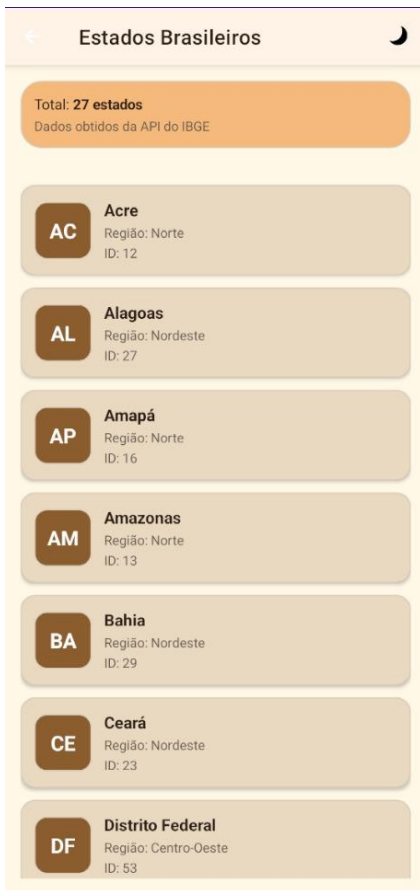 Estados Brasileiros
Total: 27 estados
Dados obtidos da API do IBGE
AC
Acre
Região: Norte
ID: 12
AL
Alagoas
Região: Nordeste
ID: 27
AP
Amapá
Região: Norte
ID: 16
AM
Amazonas
Região: Norte
ID: 13
BA
Bahia
Região: Nordeste
ID: 29
CE
Ceará
Região: Nordeste
ID: 23
DF
Distrito Federal
Região: Centro-Oeste
ID: 53